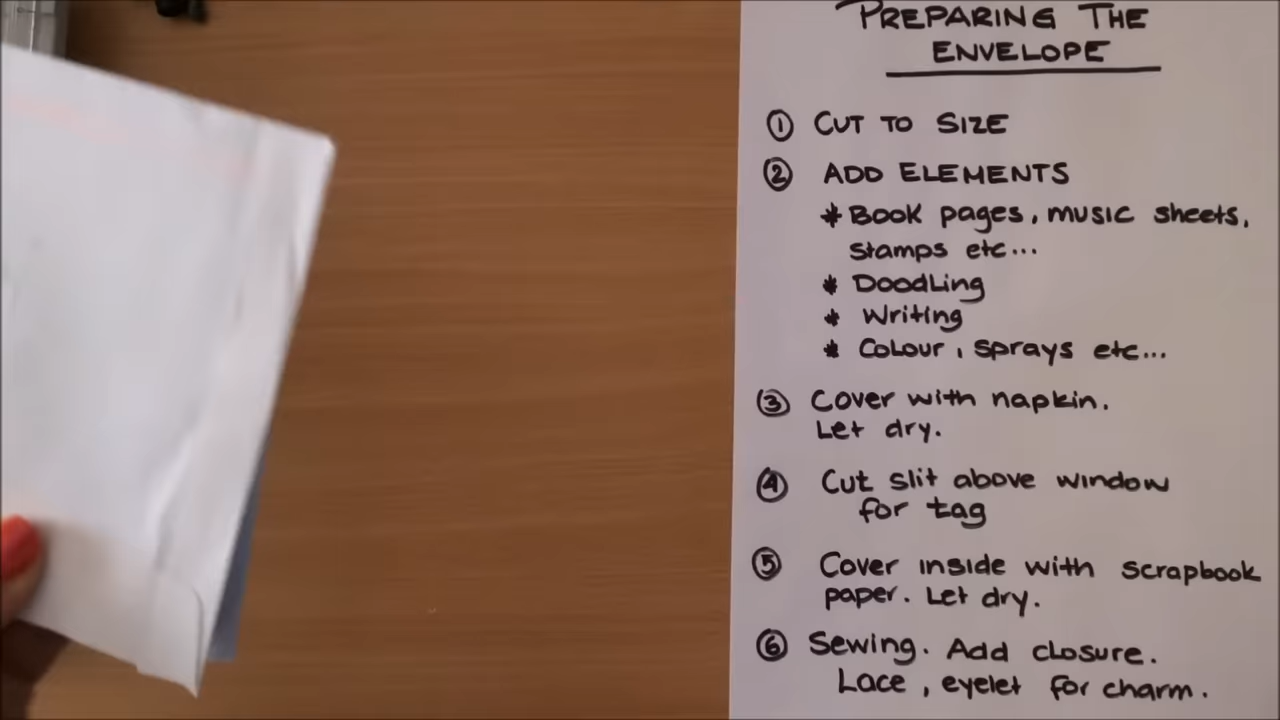 PREPARING THE
ENVELOPE
① CUT TO SIZE
② ADD ELEMENTS
* Book pages, music sheets,
stamps etc...
* Doodling
* Writing
* Colour, sprays etc...
③ Cover with napkin.
Let dry.
④ Cut slit above window
for tag
⑤ Cover inside with scrapbook
paper. Let dry.
⑥ Sewing. Add closure.
Lace, eyelet for charm.